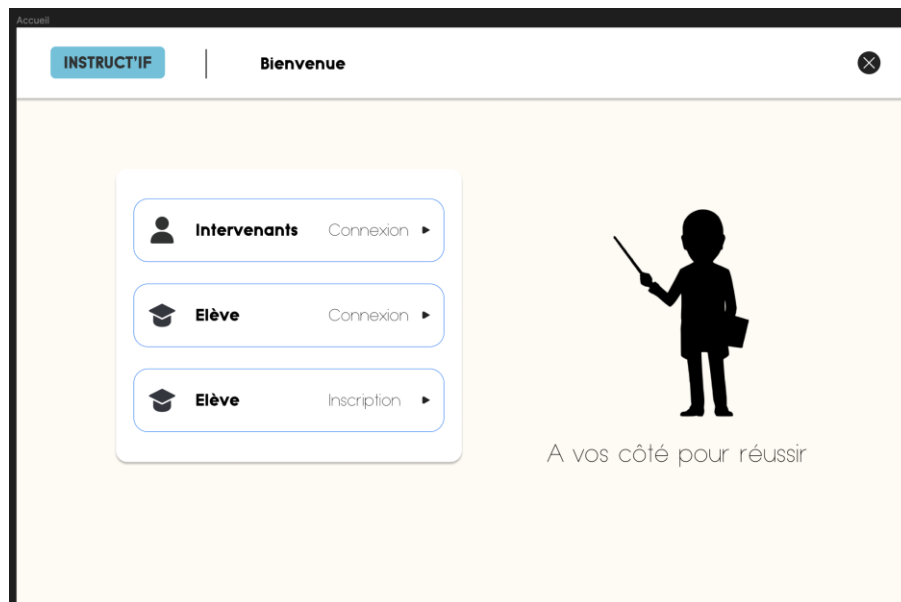 Accueil
INSTRUCT'IF
Bienvenue
Intervenants Connexion
Elève Connexion
Elève Inscription
A vos côté pour réussir